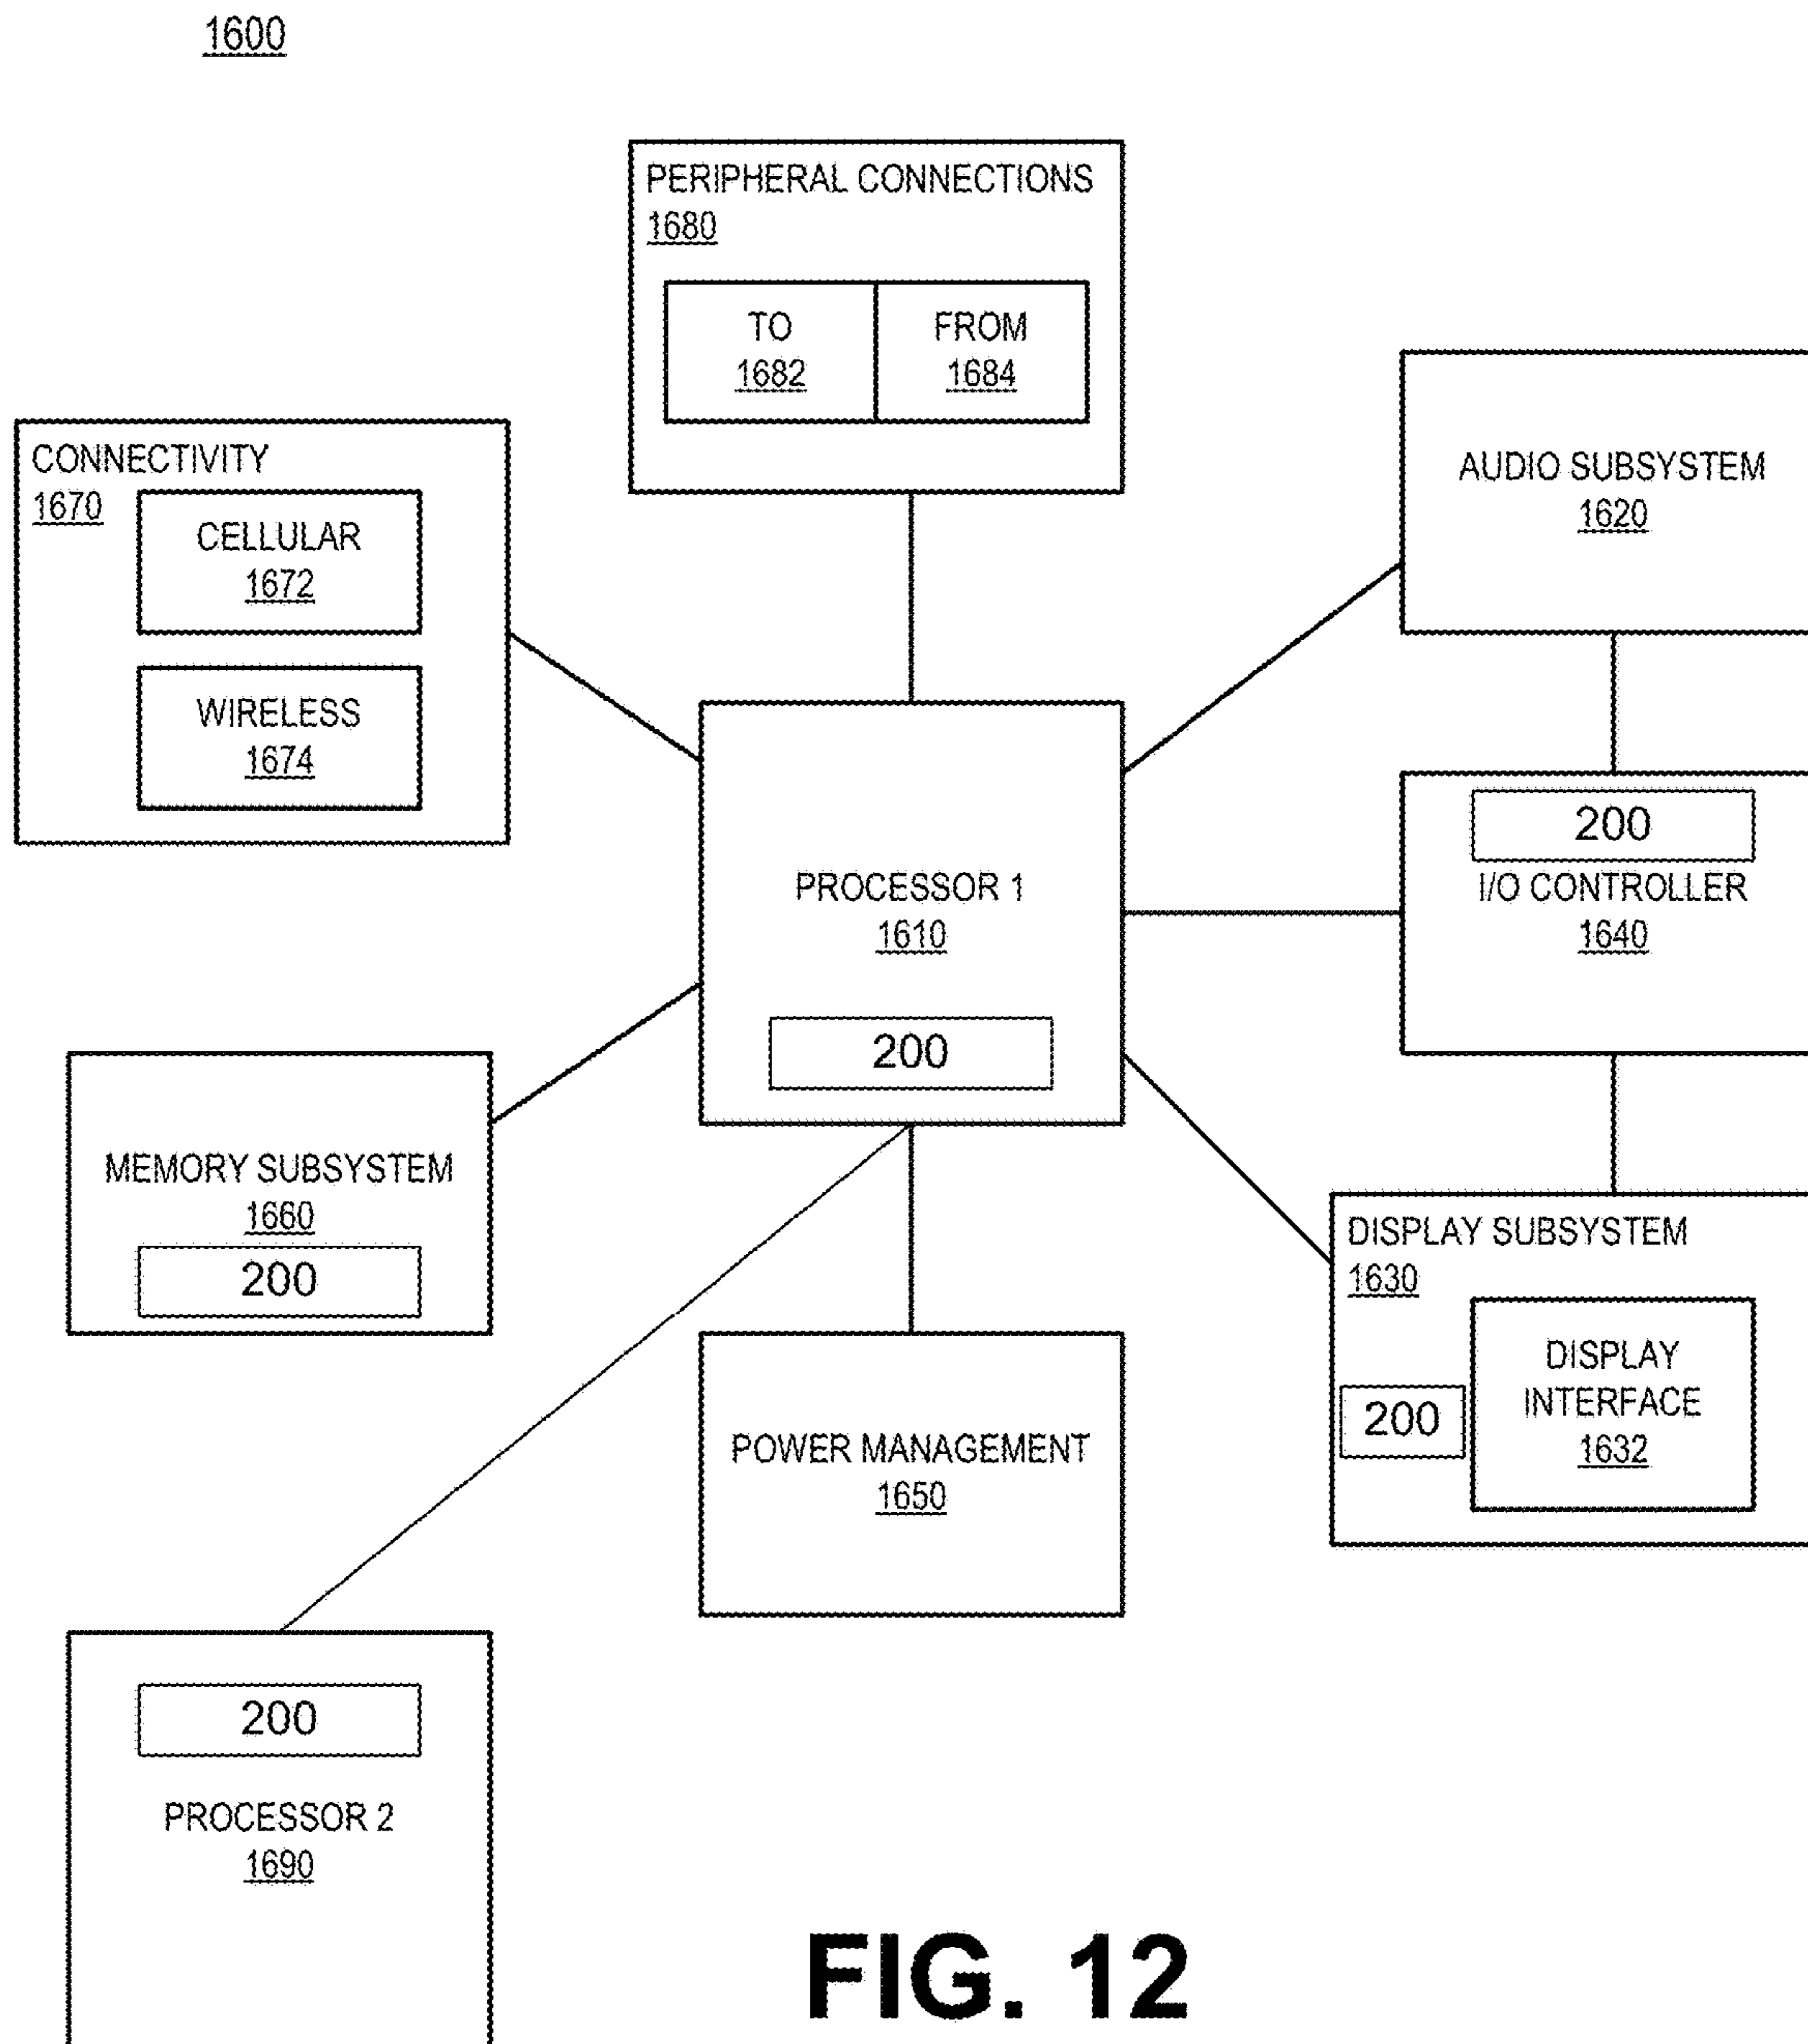 1600
PERIPHERAL CONNECTIONS
1680
TO
1682
FROM
1684
CONNECTIVITY
1670
CELLULAR
1672
WIRELESS
1674
AUDIO SUBSYSTEM
1620
PROCESSOR 1
1610
200
200
I/O CONTROLLER
1640
MEMORY SUBSYSTEM
1660
200
POWER MANAGEMENT
1650
DISPLAY SUBSYSTEM
1630
200
DISPLAY
INTERFACE
1632
200
PROCESSOR 2
1690
FIG. 12